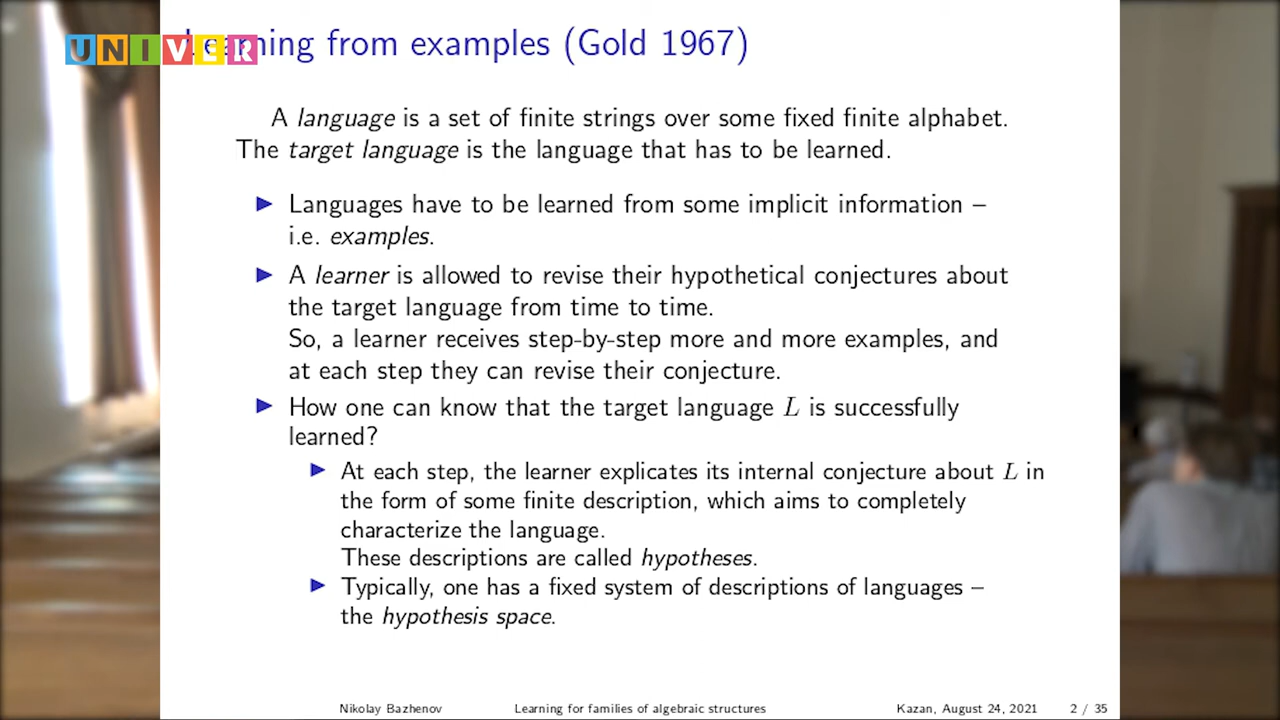 UNIVER
Learning from examples (Gold 1967)
A language is a set of finite strings over some fixed finite alphabet.
The target language is the language that has to be learned.
▶ Languages have to be learned from some implicit information –
i.e. examples.
▶ A learner is allowed to revise their hypothetical conjectures about
the target language from time to time.
So, a learner receives step-by-step more and more examples, and
at each step they can revise their conjecture.
▶ How one can know that the target language L is successfully
learned?
▶ At each step, the learner explicates its internal conjecture about L in
the form of some finite description, which aims to completely
characterize the language.
These descriptions are called hypotheses.
▶ Typically, one has a fixed system of descriptions of languages –
the hypothesis space.
Nikolay Bazhenov Learning for families of algebraic structures Kazan, August 24, 2021 2 / 35